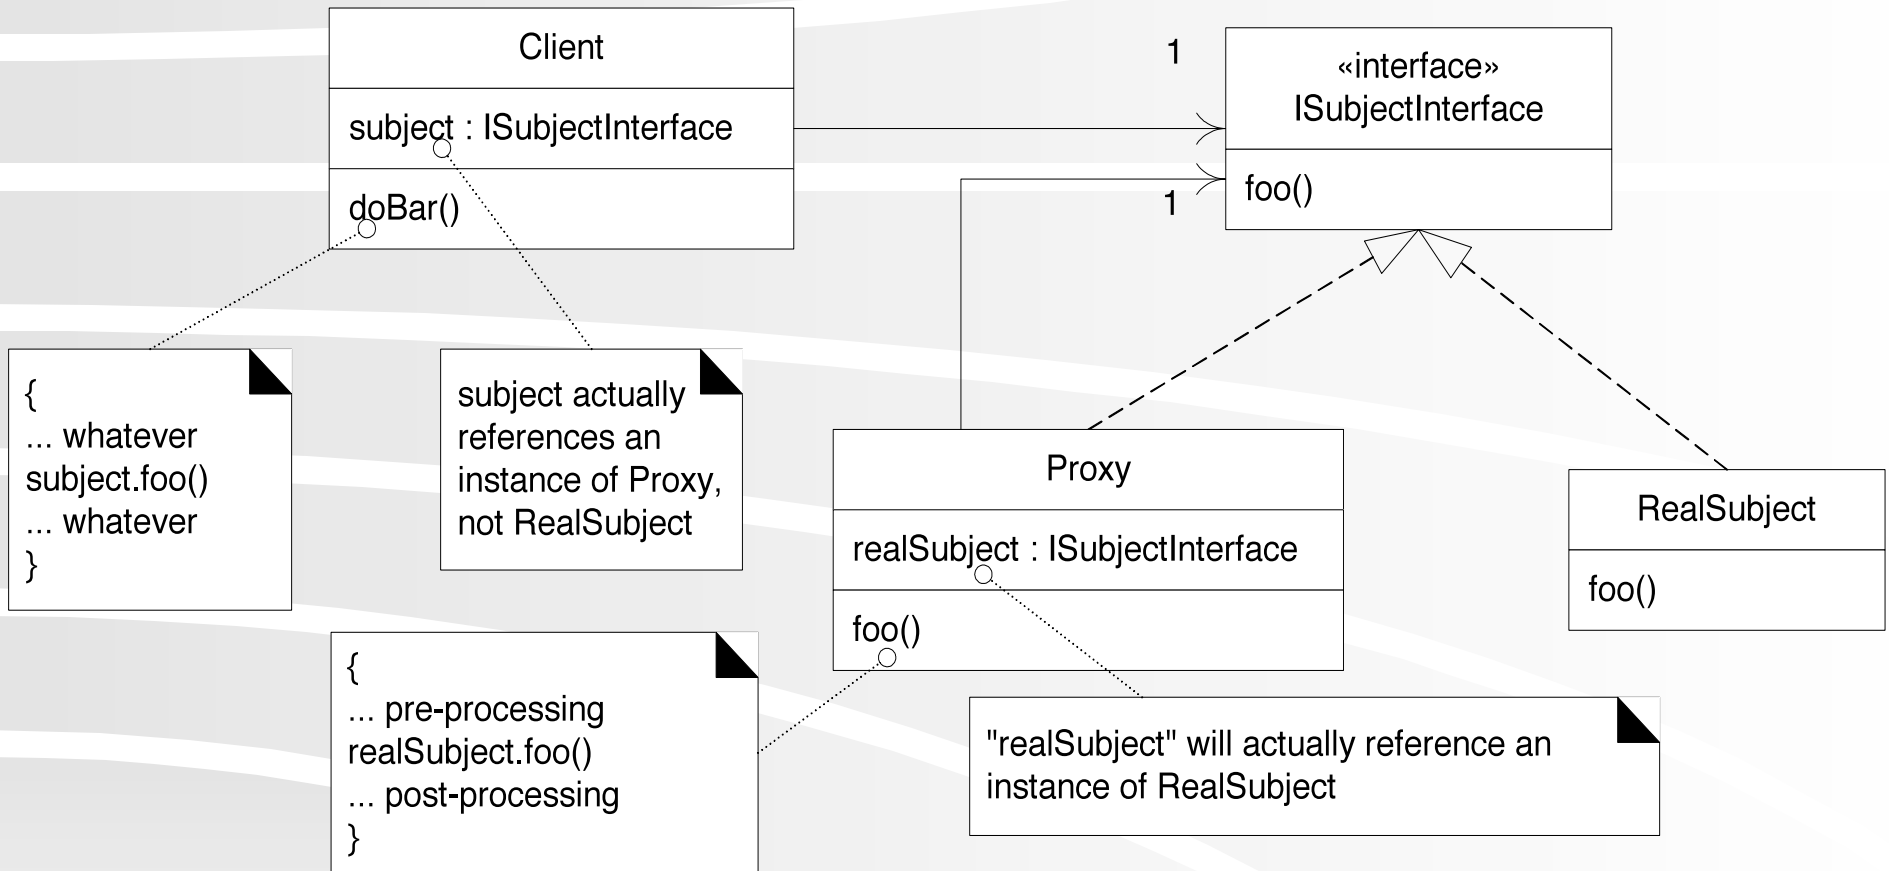 Client
subject : ISubjectInterface
doBar()
1
«interface»
ISubjectInterface
foo()
1
{
... whatever
subject.foo()
... whatever
}
subject actually
references an
instance of Proxy,
not RealSubject
Proxy
realSubject : ISubjectInterface
foo()
RealSubject
foo()
{
... pre-processing
realSubject.foo()
... post-processing
}
"realSubject" will actually reference an
instance of RealSubject